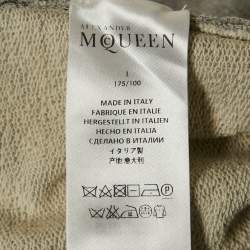 ALEXANDER
McQUEEN
I
175/100
MADE IN ITALY
FABRIQUE EN ITALIE
HERGESTELLT IN ITALIEN
HECHO EN ITALIA
СДЕЛАНО В ИТАЛИИ
イタリア製
产地:意大利
P